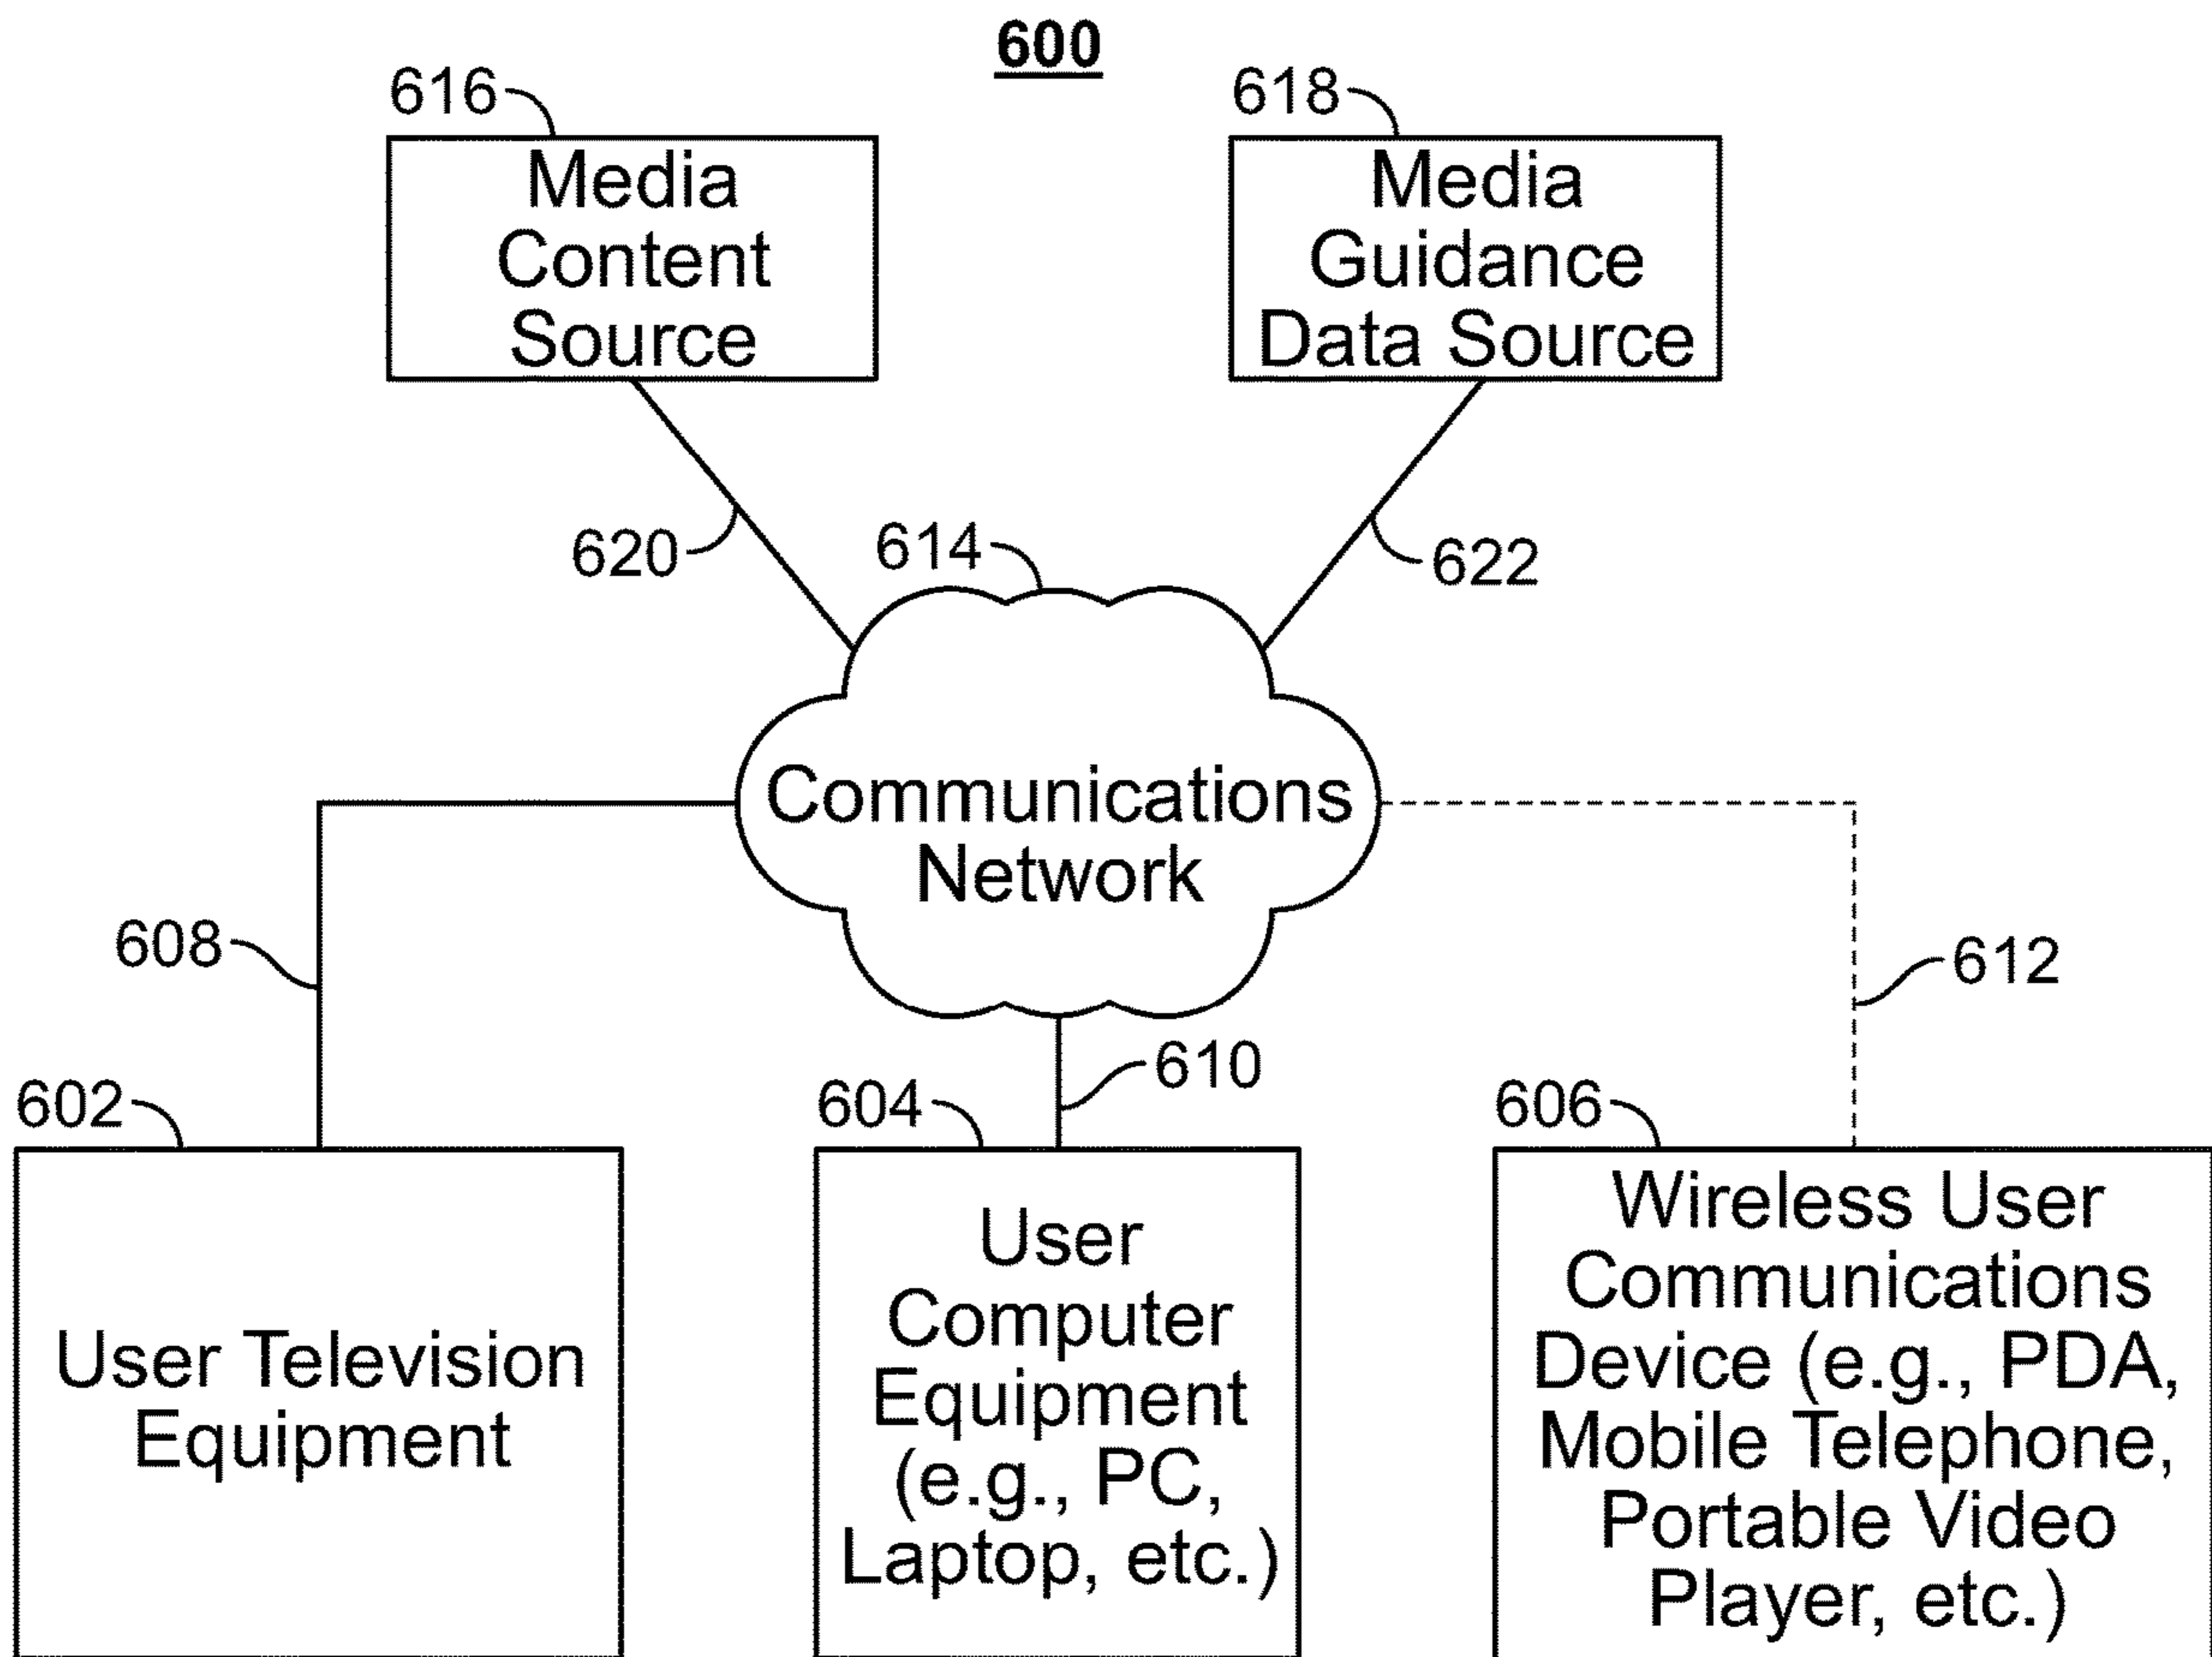 600
616
618
Media
Content
Source
Media
Guidance
Data Source
620
614
622
Communications
Network
608
612
610
602
604
606
User Television
Equipment
User
Computer
Equipment
(e.g., PC,
Laptop, etc.)
Wireless User
Communications
Device (e.g., PDA,
Mobile Telephone,
Portable Video
Player, etc.)